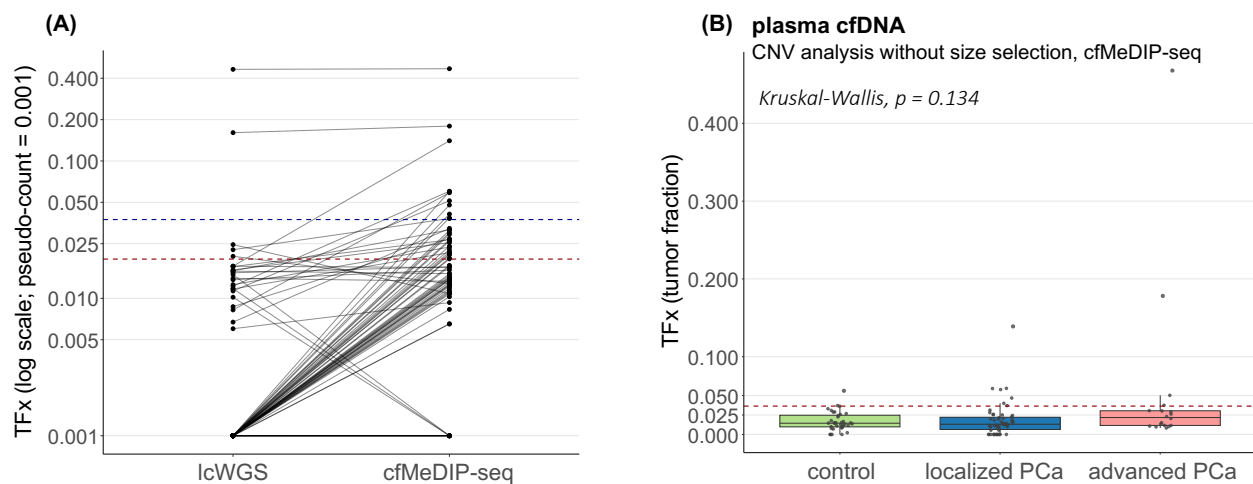 (A)
TFx (log scale; pseudo-count = 0.001)
0.400
0.200
0.100
0.050
0.025
0.010
0.005
0.001
lcWGS
cfMeDIP-seq
(B) plasma cfDNA
CNV analysis without size selection, cfMeDIP-seq
Kruskal-Wallis, p = 0.134
TFx (tumor fraction)
0.400
0.300
0.200
0.100
0.050
0.025
0.000
control
localized PCa
advanced PCa